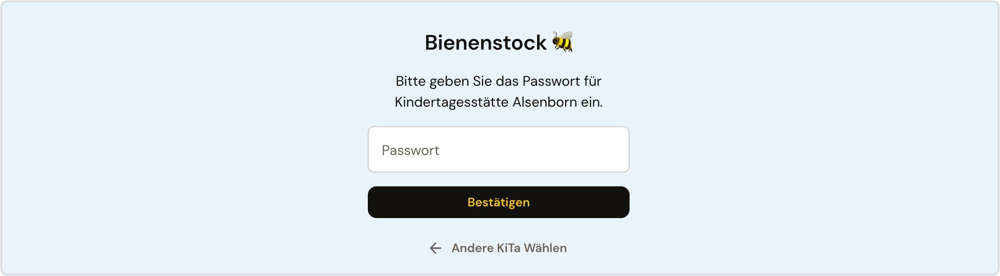 Bienenstock 🐝
Bitte geben Sie das Passwort für
Kindertagesstätte Alsenborn ein.
Passwort
Bestätigen
← Andere KiTa Wählen